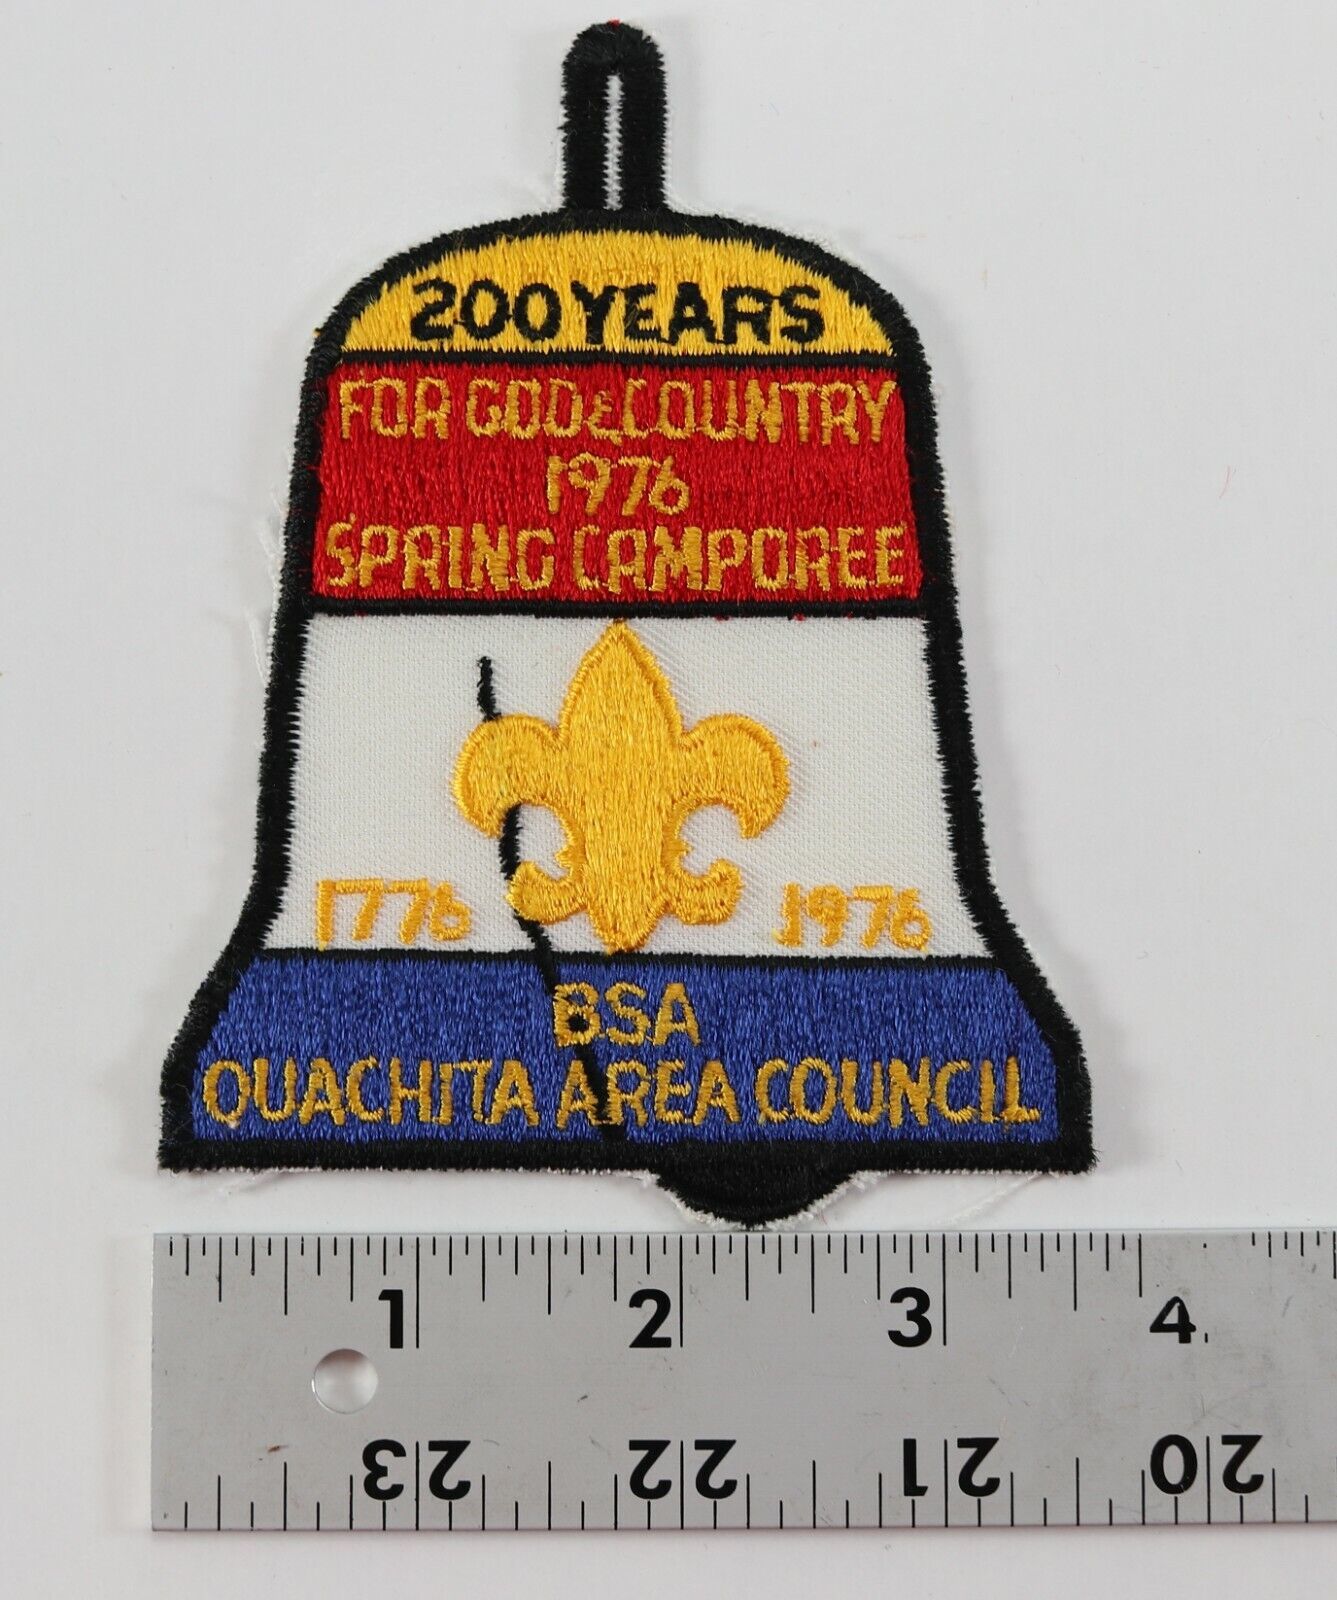 200 YEARS
FOR GOD & COUNTRY
1976
SPRING CAMPOREE
1776 1976
BSA
OUACHITA AREA COUNCIL
1 2 3 4
23 22 21 20